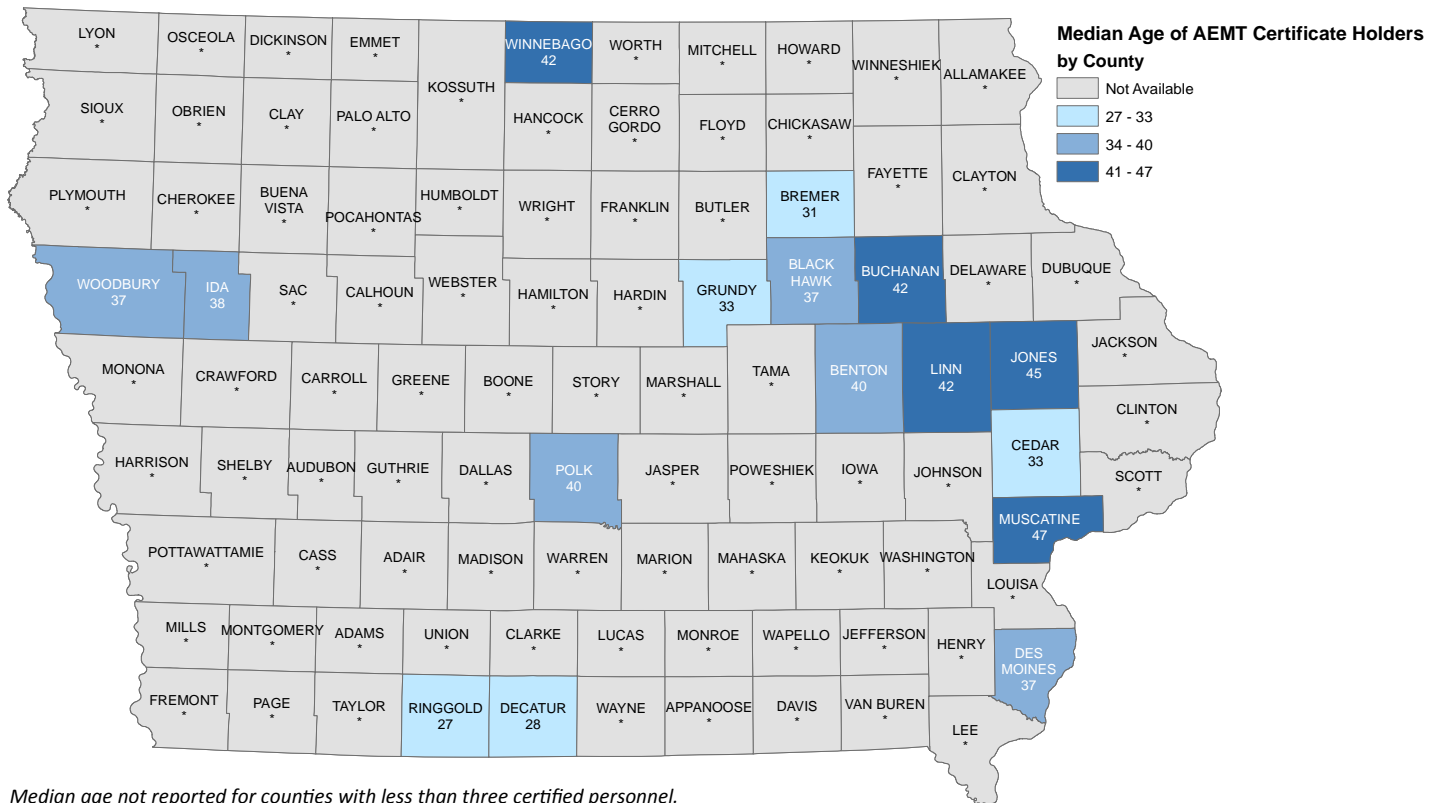 Median Age of AEMT Certificate Holders
by County
Not Available
27 - 33
34 - 40
41 - 47
LYON
*
OSCEOLA
*
DICKINSON
*
EMMET
*
KOSSUTH
*
WINNEBAGO
42
WORTH
*
MITCHELL
*
HOWARD
*
WINNESHIEK
*
ALLAMAKEE
*
SIOUX
*
OBRIEN
*
CLAY
*
PALO ALTO
*
HANCOCK
*
CERRO
GORDO
*
FLOYD
*
CHICKASAW
*
PLYMOUTH
*
CHEROKEE
*
BUENA
VISTA
*
POCAHONTAS
*
HUMBOLDT
*
WRIGHT
*
FRANKLIN
*
BUTLER
*
BREMER
31
FAYETTE
*
CLAYTON
*
WOODBURY
37
IDA
38
SAC
*
CALHOUN
*
WEBSTER
*
HAMILTON
*
HARDIN
*
GRUNDY
33
BLACK
HAWK
37
BUCHANAN
42
DELAWARE
*
DUBUQUE
*
MONONA
*
CRAWFORD
*
CARROLL
*
GREENE
*
BOONE
*
STORY
*
MARSHALL
*
TAMA
*
BENTON
40
LINN
42
JONES
45
JACKSON
*
CLINTON
*
HARRISON
*
SHELBY
*
AUDUBON
*
GUTHRIE
*
DALLAS
*
POLK
40
JASPER
*
POWESHIEK
*
IOWA
*
JOHNSON
*
CEDAR
33
SCOTT
*
MUSCATINE
47
POTTAWATTAMIE
*
CASS
*
ADAIR
*
MADISON
*
WARREN
*
MARION
*
MAHASKA
*
KEOKUK
*
WASHINGTON
*
LOUISA
*
MILLS
*
MONTGOMERY
*
ADAMS
*
UNION
*
CLARKE
*
LUCAS
*
MONROE
*
WAPELLO
*
JEFFERSON
*
HENRY
*
DES
MOINES
37
FREMONT
*
PAGE
*
TAYLOR
*
RINGGOLD
27
DECATUR
28
WAYNE
*
APPANOOSE
*
DAVIS
*
VAN BUREN
*
LEE
*
Median age not reported for counties with less than three certified personnel.